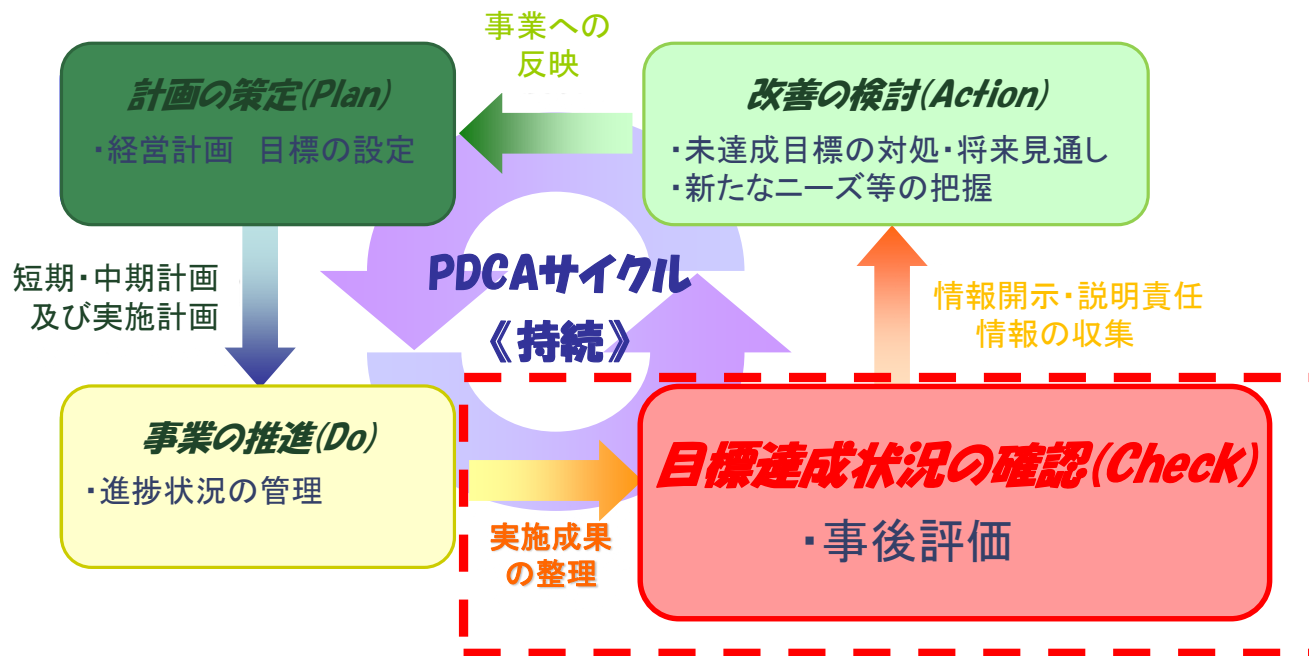 事業への
反映
計画の策定(Plan)
・経営計画　目標の設定
改善の検討(Action)
・未達成目標の対処・将来見通し
・新たなニーズ等の把握
短期・中期計画
及び実施計画
PDCAサイクル
《持続》
情報開示・説明責任
情報の収集
事業の推進(Do)
・進捗状況の管理
実施成果
の整理
目標達成状況の確認(Check)
・事後評価